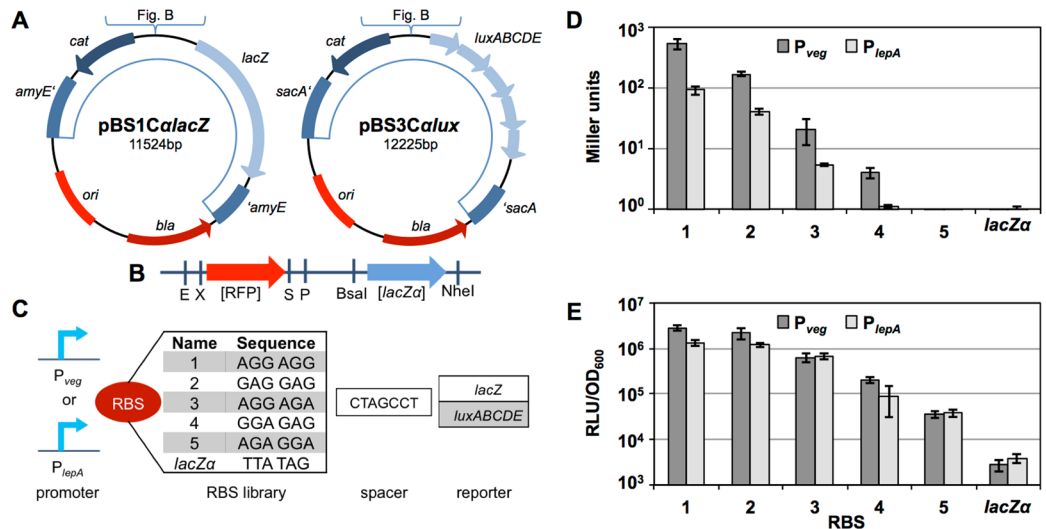 A
Fig. B
cat
lacZ
amyE'
pBS1CαlacZ
11524bp
ori
bla
'amyE
Fig. B
cat
luxABCDE
sacA'
pBS3Cαlux
12225bp
ori
bla
'sacA
B
E X [RFP] S P BsaI [lacZα] NheI
C
Pveg
or
PlepA
promoter
RBS
Name Sequence
1 AGG AGG
2 GAG GAG
3 AGG AGA
4 GGA GAG
5 AGA GGA
lacZα TTA TAG
RBS library
CTAGCCT
spacer
lacZ
luxABCDE
reporter
D
Miller units
10³
10²
10¹
10⁰
Pveg PlepA
1 2 3 4 5 lacZα
E
RLU/OD600
10⁷
10⁶
10⁵
10⁴
10³
Pveg PlepA
1 2 3 4 5 lacZα
RBS